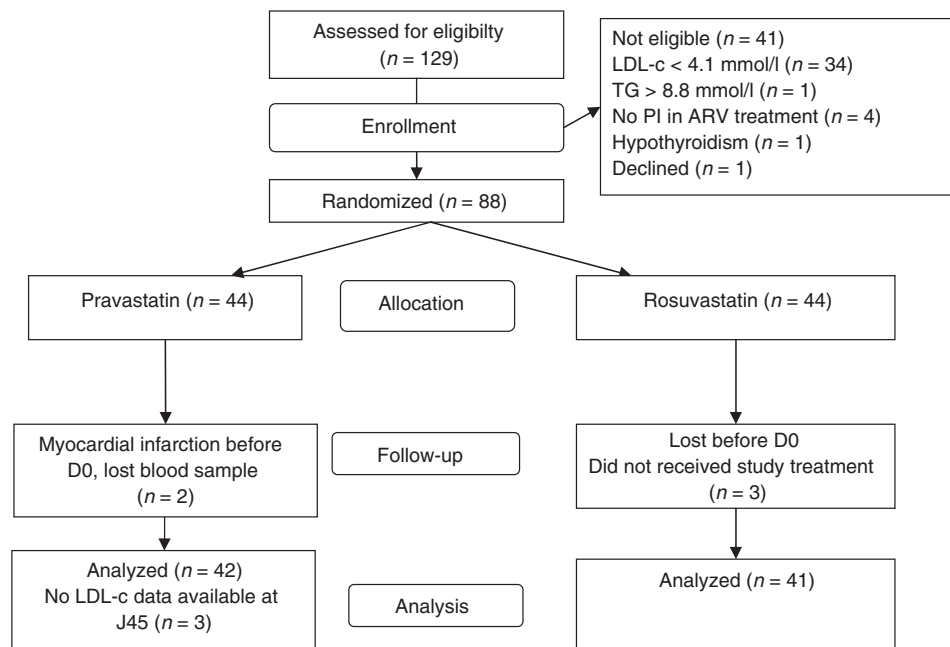 Assessed for eligibilty
(n = 129)
Not eligible (n = 41)
LDL-c < 4.1 mmol/l (n = 34)
TG > 8.8 mmol/l (n = 1)
No PI in ARV treatment (n = 4)
Hypothyroidism (n = 1)
Declined (n = 1)
Enrollment
Randomized (n = 88)
Pravastatin (n = 44)
Allocation
Rosuvastatin (n = 44)
Myocardial infarction before
D0, lost blood sample
(n = 2)
Follow-up
Lost before D0
Did not received study treatment
(n = 3)
Analyzed (n = 42)
No LDL-c data available at
J45 (n = 3)
Analysis
Analyzed (n = 41)